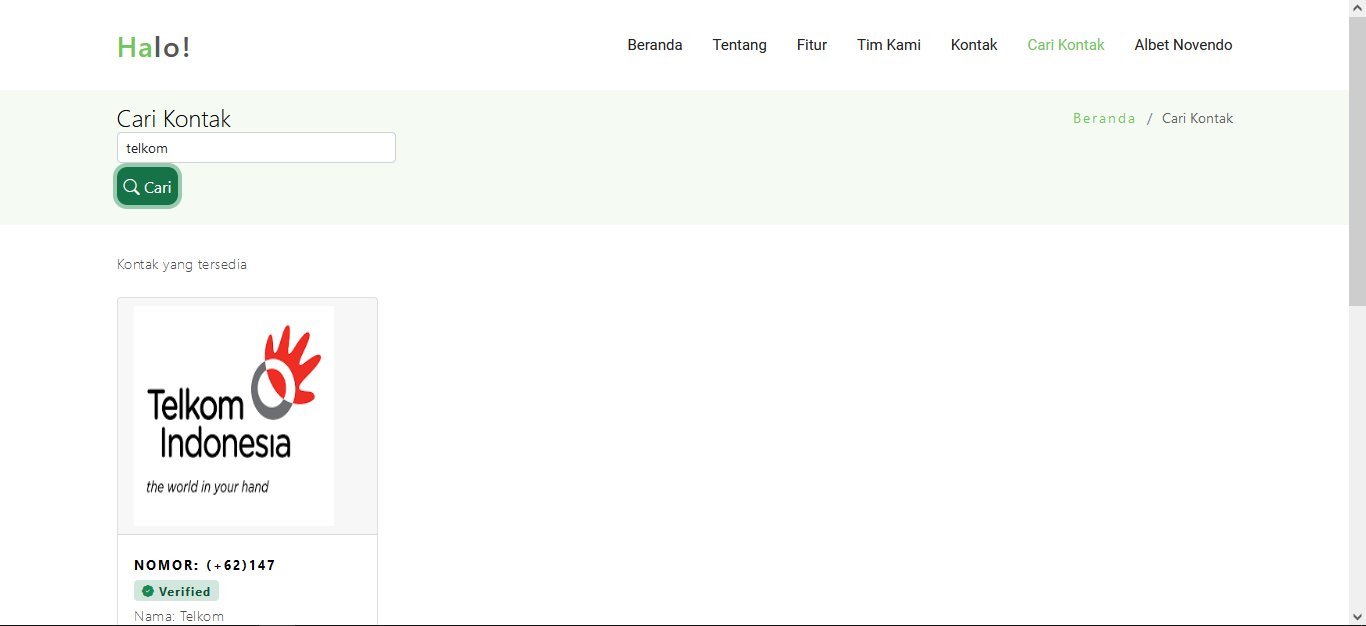 Halo!
Beranda Tentang Fitur Tim Kami Kontak Cari Kontak Albet Novendo
Cari Kontak
Beranda / Cari Kontak
telkom
Cari
Kontak yang tersedia
Telkom
Indonesia
the world in your hand
NOMOR: (+62)147
Verified
Nama: Telkom